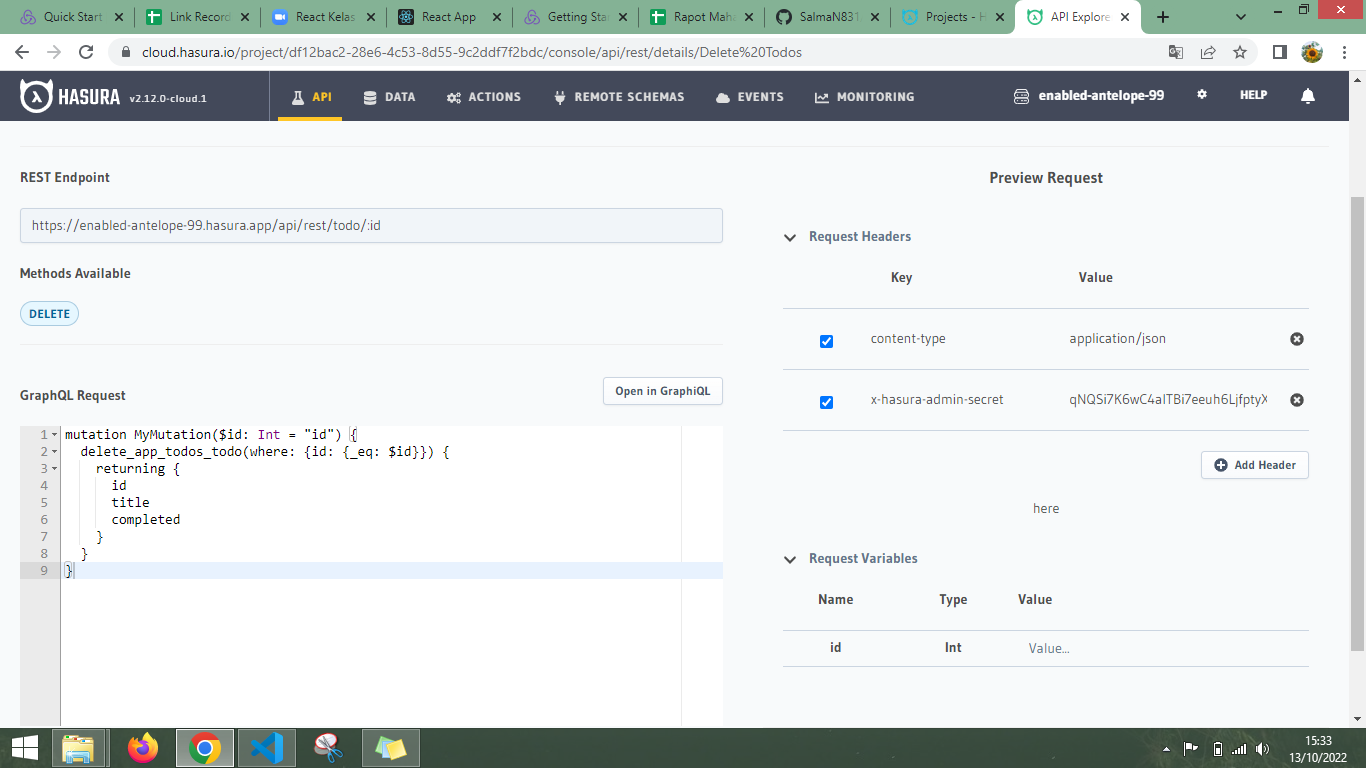 Quick Start
Link Record
React Kelas
React App
Getting Star
Rapot Maha
SalmaN831
Projects - H
API Explore
cloud.hasura.io/project/df12bac2-28e6-4c53-8d55-9c2ddf7f2bdc/console/api/rest/details/Delete%20Todos
HASURA v2.12.0-cloud.1
API
DATA
ACTIONS
REMOTE SCHEMAS
EVENTS
MONITORING
enabled-antelope-99
HELP
REST Endpoint
https://enabled-antelope-99.hasura.app/api/rest/todo/:id
Methods Available
DELETE
GraphQL Request
Open in GraphiQL
1 mutation MyMutation($id: Int = "id") {
2 delete_app_todos_todo(where: {id: {_eq: $id}}) {
3 returning {
4 id
5 title
6 completed
7 }
8 }
9 }
Preview Request
Request Headers
Key Value
content-type application/json
x-hasura-admin-secret qNQSi7K6wC4aITBi7eeuh6LjfptyX
Add Header
here
Request Variables
Name Type Value
id Int Value...
15:33
13/10/2022